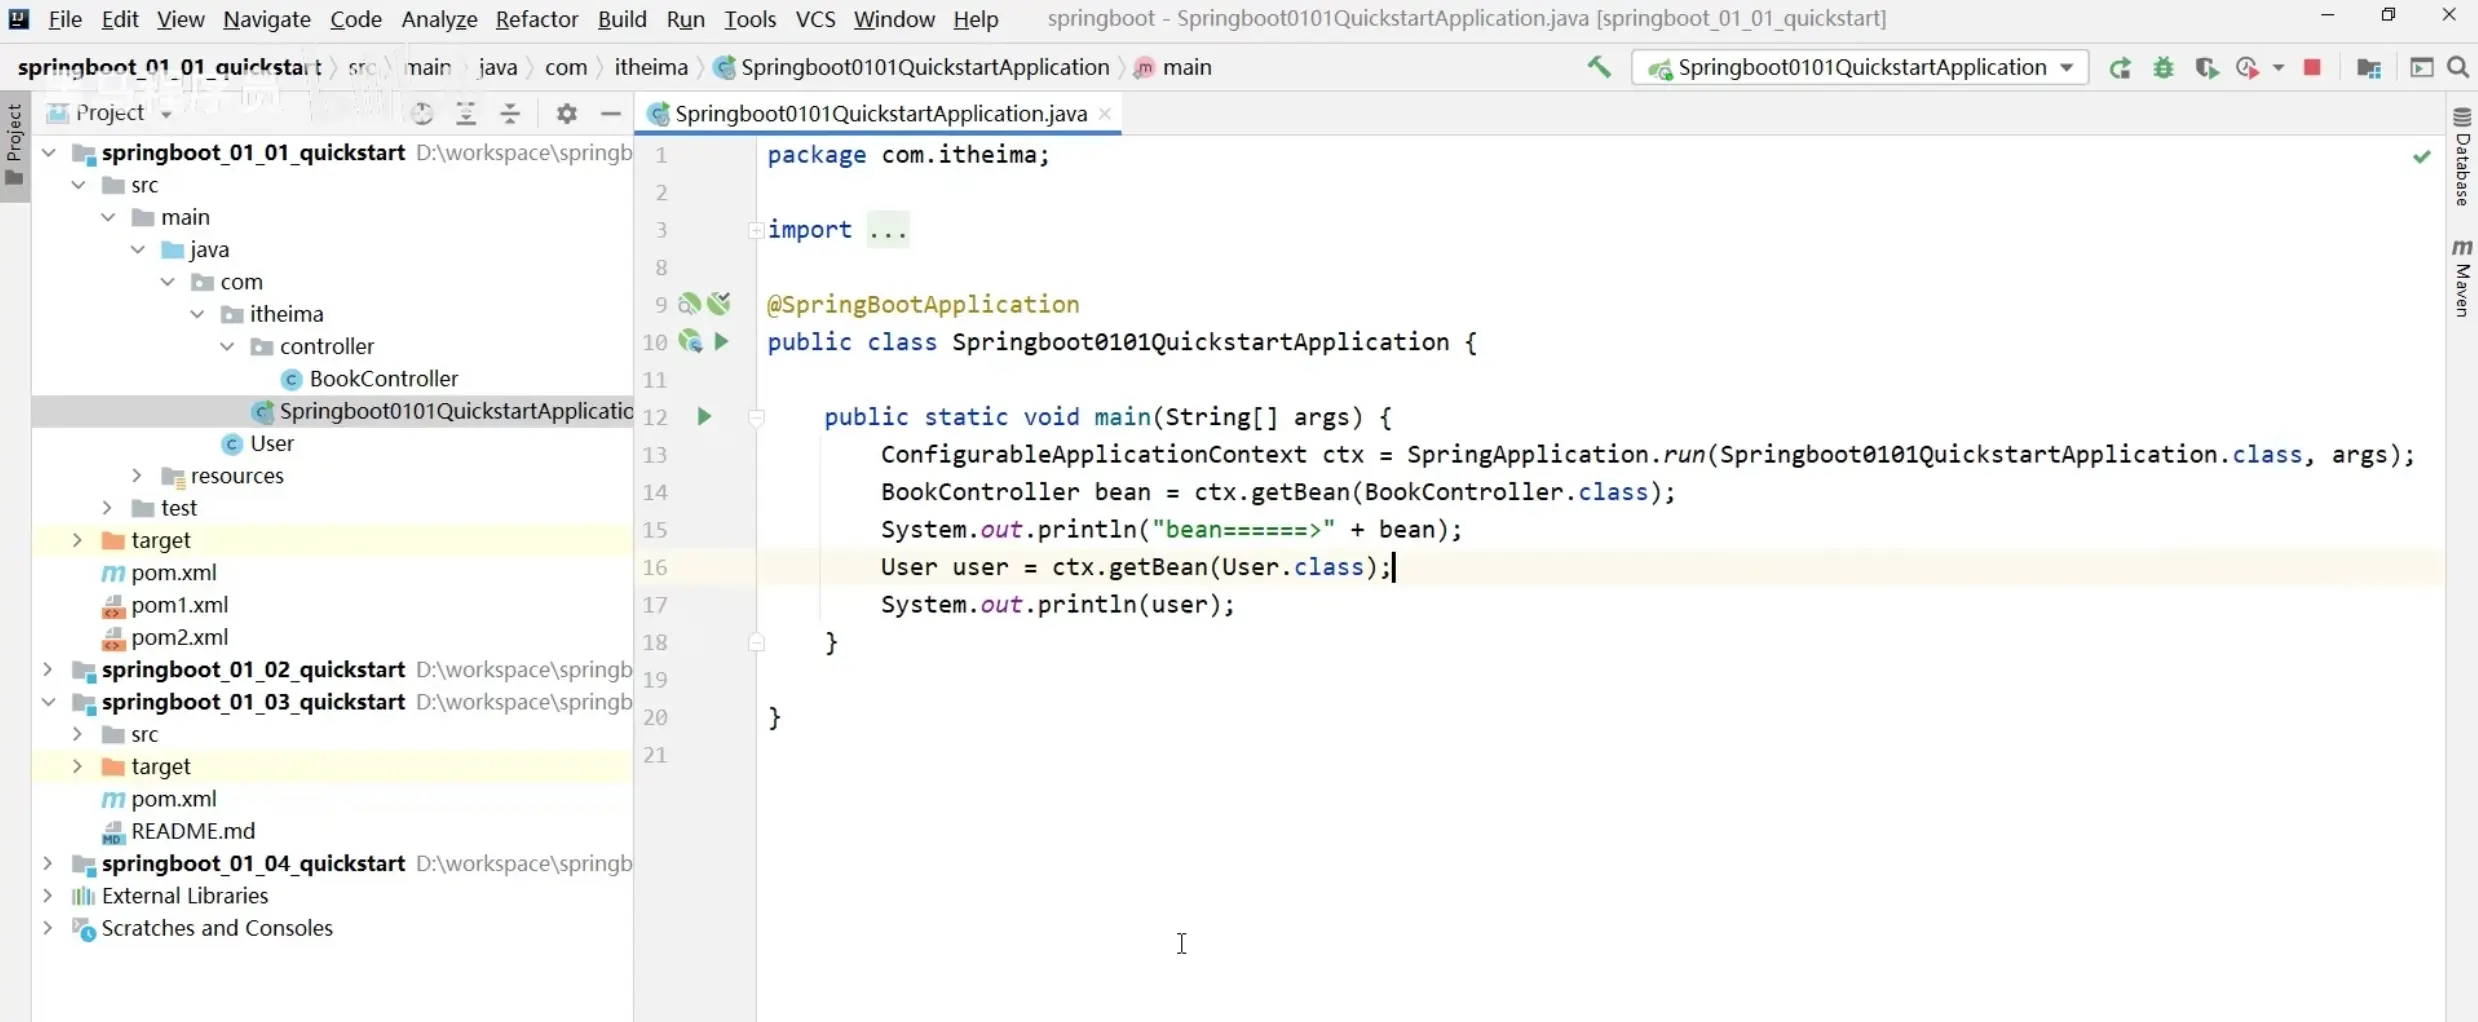 File Edit View Navigate Code Analyze Refactor Build Run Tools VCS Window Help springboot - Springboot0101QuickstartApplication.java [springboot_01_01_quickstart]
springboot_01_01_quickstart src main java com itheima Springboot0101QuickstartApplication main
Springboot0101QuickstartApplication
黑马程序员
Project
Project
Springboot0101QuickstartApplication.java
springboot_01_01_quickstart D:\workspace\springb
src
main
java
com
itheima
controller
BookController
Springboot0101QuickstartApplicatio
User
resources
test
target
pom.xml
pom1.xml
pom2.xml
springboot_01_02_quickstart D:\workspace\springb
springboot_01_03_quickstart D:\workspace\springb
src
target
pom.xml
README.md
springboot_01_04_quickstart D:\workspace\springb
External Libraries
Scratches and Consoles
1 package com.itheima;
2
3 import ...
8
9 @SpringBootApplication
10 public class Springboot0101QuickstartApplication {
11
12 public static void main(String[] args) {
13 ConfigurableApplicationContext ctx = SpringApplication.run(Springboot0101QuickstartApplication.class, args);
14 BookController bean = ctx.getBean(BookController.class);
15 System.out.println("bean======>" + bean);
16 User user = ctx.getBean(User.class);
17 System.out.println(user);
18 }
19
20 }
21
Database
Maven